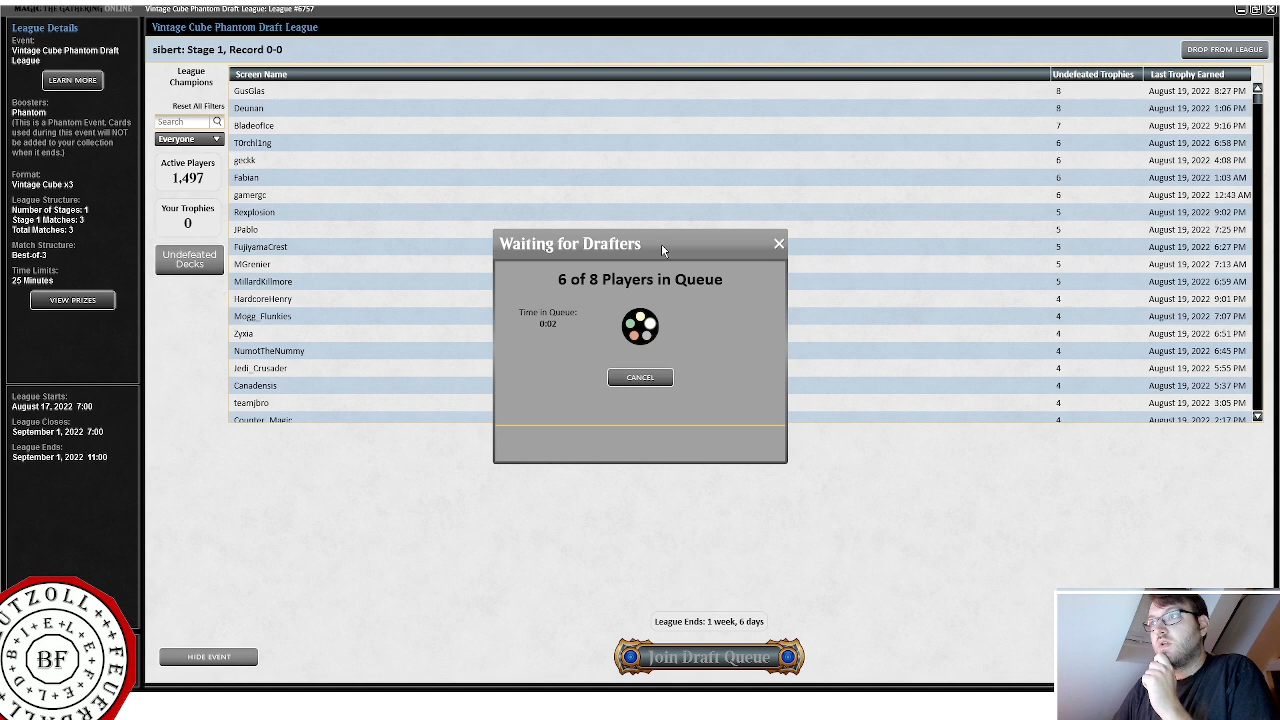 MAGIC THE GATHERING ONLINE
Vintage Cube Phantom Draft League: League #6757
League Details
Event:
Vintage Cube Phantom Draft
League
LEARN MORE
Boosters:
Phantom
(This is a Phantom Event. Cards
used during this event will NOT
be added to your collection
when it ends.)
Format:
Vintage Cube x3
League Structure:
Number of Stages: 1
Stage 1 Matches: 3
Total Matches: 3
Match Structure:
Best-of-3
Time Limits:
25 Minutes
VIEW PRIZES
League Starts:
August 17, 2022 7:00
League Closes:
September 1, 2022 7:00
League Ends:
September 1, 2022 11:00
Vintage Cube Phantom Draft League
sibert: Stage 1, Record 0-0
DROP FROM LEAGUE
League
Champions
Reset All Filters
Search
Everyone
Active Players
1,497
Your Trophies
0
Undefeated
Decks
Screen Name Undefeated Trophies Last Trophy Earned
GusGlas 8 August 19, 2022 8:27 PM
Deunan 8 August 19, 2022 1:06 PM
BladeofIce 7 August 19, 2022 9:16 PM
T0rchl1ng 6 August 19, 2022 6:58 PM
geckk 6 August 19, 2022 4:08 PM
Fabian 6 August 19, 2022 1:03 AM
gamergc 6 August 19, 2022 12:43 AM
Rexplosion 5 August 19, 2022 9:02 PM
JPablo 5 August 19, 2022 7:25 PM
FujiyamaCrest 5 August 19, 2022 6:27 PM
MGrenier 5 August 19, 2022 7:13 AM
MillardKillmore 5 August 19, 2022 6:59 AM
HardcoreHenry 4 August 19, 2022 9:01 PM
Mogg_Flunkies 4 August 19, 2022 7:07 PM
Zyxia 4 August 19, 2022 6:51 PM
NumotTheNummy 4 August 19, 2022 6:45 PM
Jedi_Crusader 4 August 19, 2022 5:55 PM
Canadensis 4 August 19, 2022 5:37 PM
teamjbro 4 August 19, 2022 3:05 PM
Counter_Magic 4 August 19, 2022 2:17 PM
Waiting for Drafters
6 of 8 Players in Queue
Time in Queue:
0:02
CANCEL
League Ends: 1 week, 6 days
Join Draft Queue
HIDE EVENT
UTZOLL+++FEUERBALL
BIELEFELD
BF